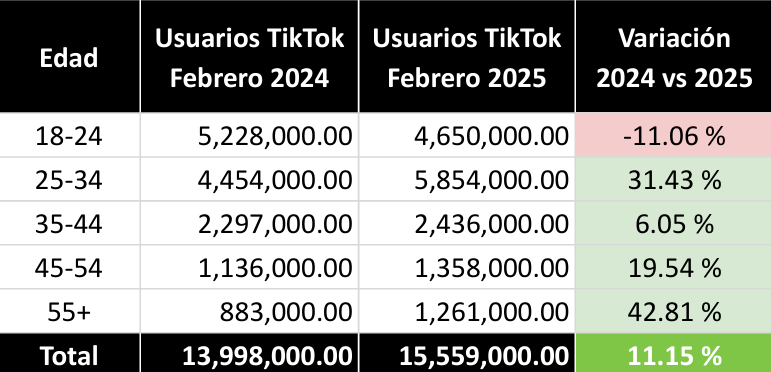 Edad Usuarios TikTok Febrero 2024 Usuarios TikTok Febrero 2025 Variación 2024 vs 2025
18-24 5,228,000.00 4,650,000.00 -11.06 %
25-34 4,454,000.00 5,854,000.00 31.43 %
35-44 2,297,000.00 2,436,000.00 6.05 %
45-54 1,136,000.00 1,358,000.00 19.54 %
55+ 883,000.00 1,261,000.00 42.81 %
Total 13,998,000.00 15,559,000.00 11.15 %